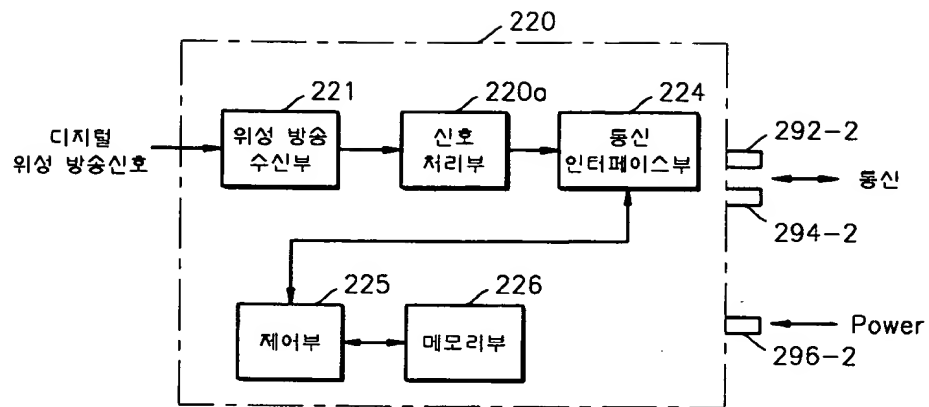 220
221
220a
224
디지털
위성 방송신호
위성 방송
수신부
신호
처리부
통신
인터페이스부
292-2
통신
294-2
225
226
제어부
메모리부
Power
296-2